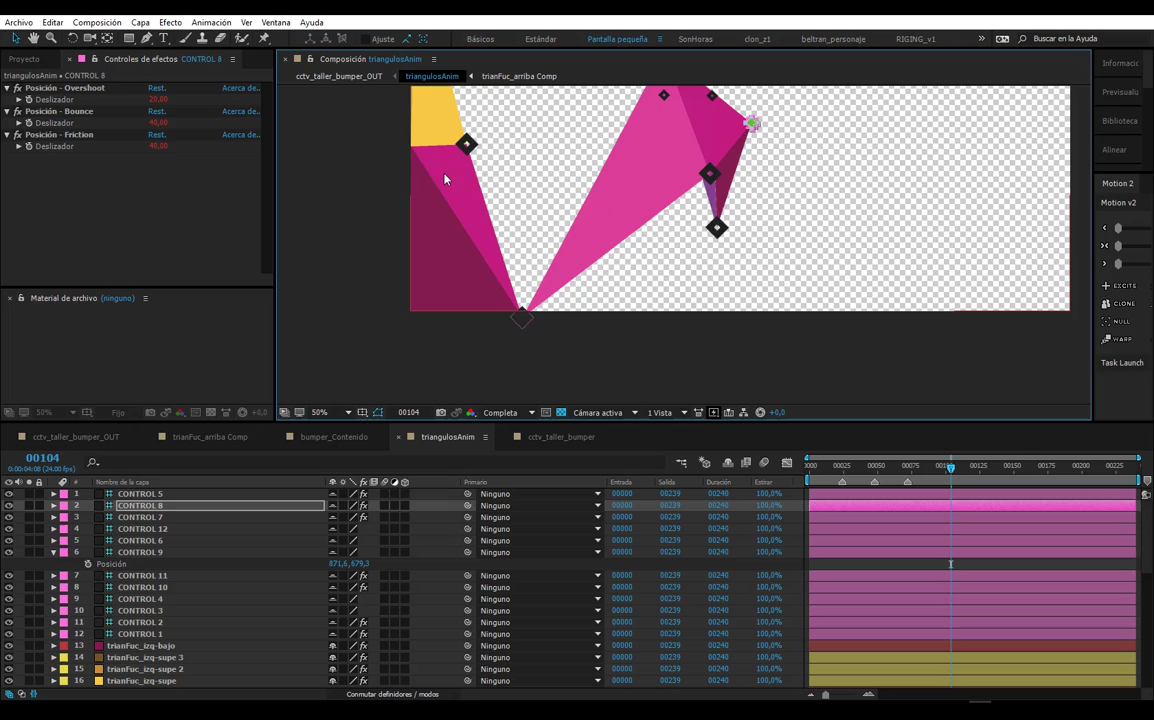 Archivo Editar Composición Capa Efecto Animación Ver Ventana Ayuda
Ajuste Básicos Estándar Pantalla pequeña SonHoras clon_z1 beltran_personaje RIGING_v1 Buscar en la Ayuda
Proyecto Controles de efectos CONTROL 8
triangulosAnim • CONTROL 8
Posición - Overshoot Rest. Acerca de..
Deslizador 20,00
Posición - Bounce Rest. Acerca de..
Deslizador 40,00
Posición - Friction Rest. Acerca de..
Deslizador 40,00
Material de archivo (ninguno)
Composición triangulosAnim
cctv_taller_bumper_OUT triangulosAnim trianFuc_arriba Comp
50% Fijo +0,0
50% 00104 Completa Cámara activa 1 Vista +0,0
Informaci
Previsualu
Biblioteca
Alinear
Motion 2
Motion v2
EXCITE
CLONE
NULL
WARP
Task Launch
cctv_taller_bumper_OUT trianFuc_arriba Comp bumper_Contenido triangulosAnim cctv_taller_bumper
00104
0:00:04:08 (24.00 fps)
# Nombre de la capa Primario Entrada Salida Duración Estirar
0000 00025 00050 00075 00125 00150 00175 00200 00225
1 CONTROL 5 Ninguno 00000 00239 00240 100,0%
2 CONTROL 8 Ninguno 00000 00239 00240 100,0%
3 CONTROL 7 Ninguno 00000 00239 00240 100,0%
4 CONTROL 12 Ninguno 00000 00239 00240 100,0%
5 CONTROL 6 Ninguno 00000 00239 00240 100,0%
6 CONTROL 9 Ninguno 00000 00239 00240 100,0%
Posición 871,6,679,3
7 CONTROL 11 Ninguno 00000 00239 00240 100,0%
8 CONTROL 10 Ninguno 00000 00239 00240 100,0%
9 CONTROL 4 Ninguno 00000 00239 00240 100,0%
10 CONTROL 3 Ninguno 00000 00239 00240 100,0%
11 CONTROL 2 Ninguno 00000 00239 00240 100,0%
12 CONTROL 1 Ninguno 00000 00239 00240 100,0%
13 trianFuc_izq-bajo Ninguno 00000 00239 00240 100,0%
14 trianFuc_izq-supe 3 Ninguno 00000 00239 00240 100,0%
15 trianFuc_izq-supe 2 Ninguno 00000 00239 00240 100,0%
16 trianFuc_izq-supe Ninguno 00000 00239 00240 100,0%
Conmutar definidores / modos